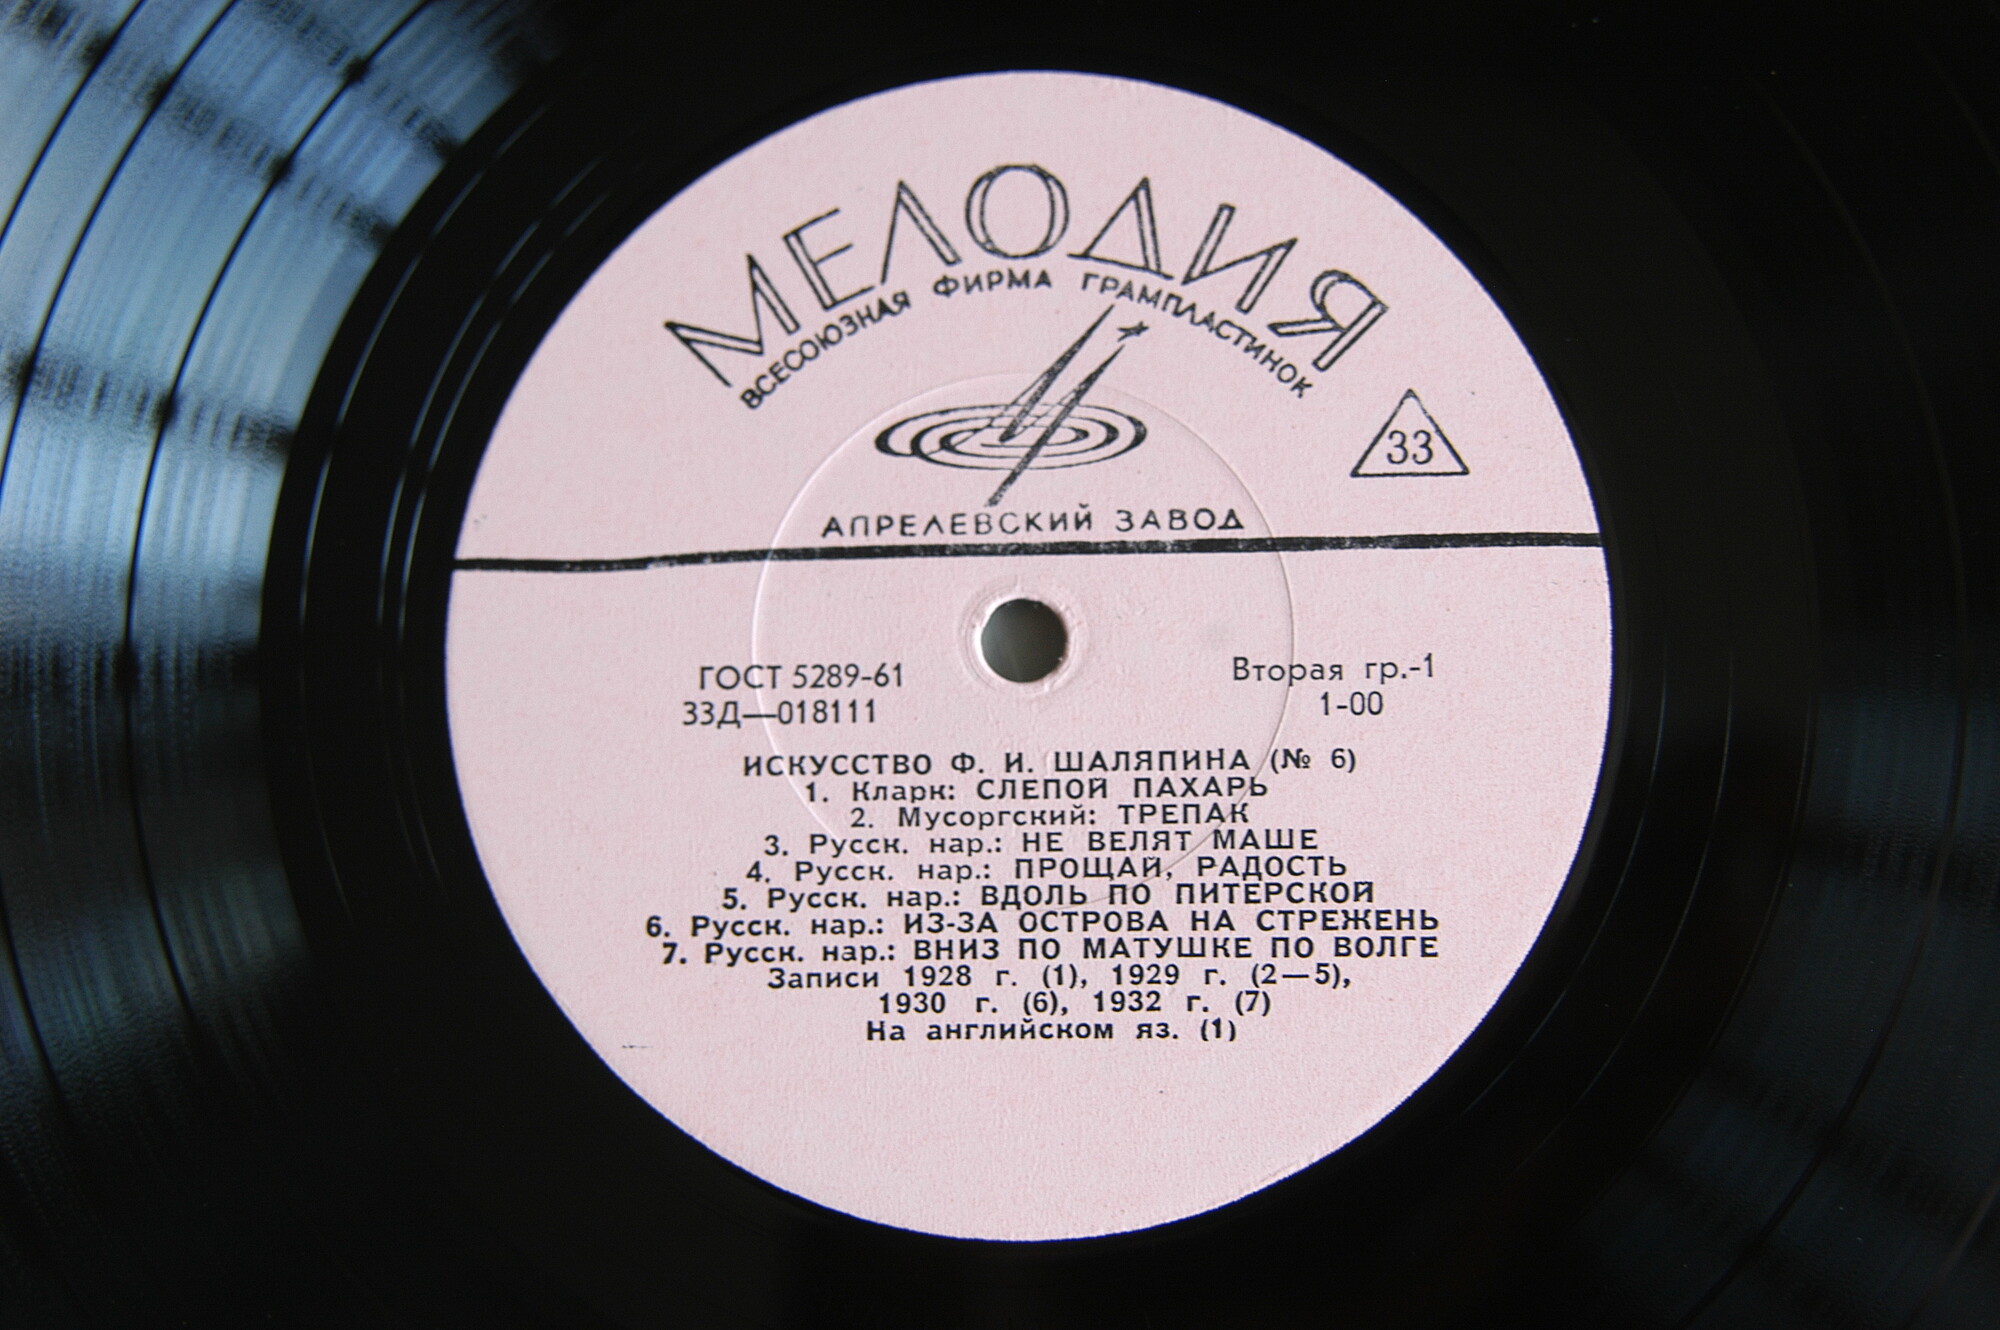 МЕЛОДИЯ
ВСЕСОЮЗНАЯ ФИРМА ГРАМПЛАСТИНОК
33
АПРЕЛЕВСКИЙ ЗАВОД
ГОСТ 5289-61
Вторая гр.-1
33Д—018111
1-00
ИСКУССТВО Ф. И. ШАЛЯПИНА (№ 6)
1. Кларк: СЛЕПОЙ ПАХАРЬ
2. Мусоргский: ТРЕПАК
3. Русск. нар.: НЕ ВЕЛЯТ МАШЕ
4. Русск. нар.: ПРОЩАЙ, РАДОСТЬ
5. Русск. нар.: ВДОЛЬ ПО ПИТЕРСКОЙ
6. Русск. нар.: ИЗ-ЗА ОСТРОВА НА СТРЕЖЕНЬ
7. Русск. нар.: ВНИЗ ПО МАТУШКЕ ПО ВОЛГЕ
Записи 1928 г. (1), 1929 г. (2—5),
1930 г. (6), 1932 г. (7)
На английском яз. (1)